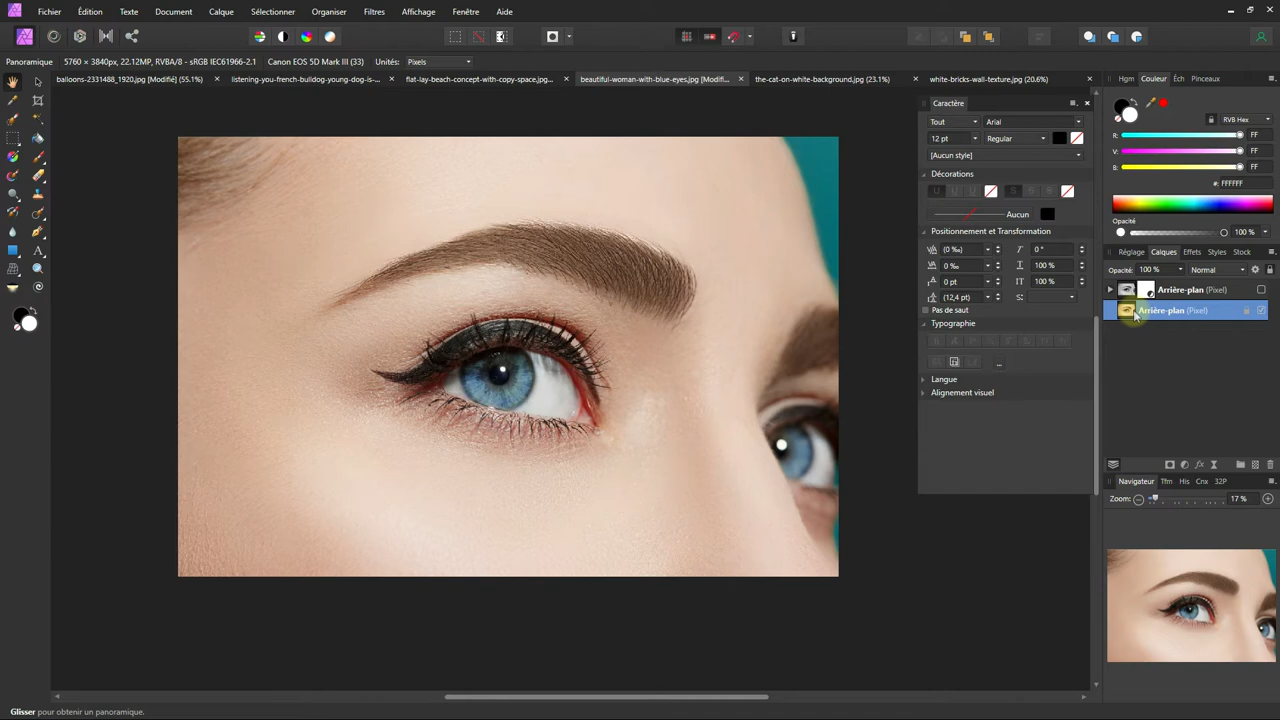 Fichier Édition Texte Document Calque Sélectionner Organiser Filtres Affichage Fenêtre Aide
Panoramique 5760 × 3840px, 22.12MP, RVBA/8 - sRGB IEC61966-2.1 Canon EOS 5D Mark III (33) Unités: Pixels
balloons-2331488_1920.jpg [Modifié] (55.1%) listening-you-french-bulldog-young-dog-is-... flat-lay-beach-concept-with-copy-space.jpg... beautiful-woman-with-blue-eyes.jpg [Modifi... the-cat-on-white-background.jpg (23.1%) white-bricks-wall-texture.jpg (20.6%)
Hgm Couleur Éch Pinceaux
Caractère
Tout Arial
12 pt Regular
[Aucun style]
Décorations
Aucun
Positionnement et Transformation
(0 ‰) 0 °
0 ‰ 100 %
0 pt 100 %
(12,4 pt) S:
Pas de saut
Typographie
...
Langue
Alignement visuel
RVB Hex
R: FF
V: FF
B: FF
#: FFFFFF
Opacité
100 %
Réglage Calques Effets Styles Stock
Opacité: 100 % Normal
Arrière-plan (Pixel)
Arrière-plan (Pixel)
Navigateur Tfm His Cnx 32P
Zoom: 17 %
Glisser pour obtenir un panoramique.